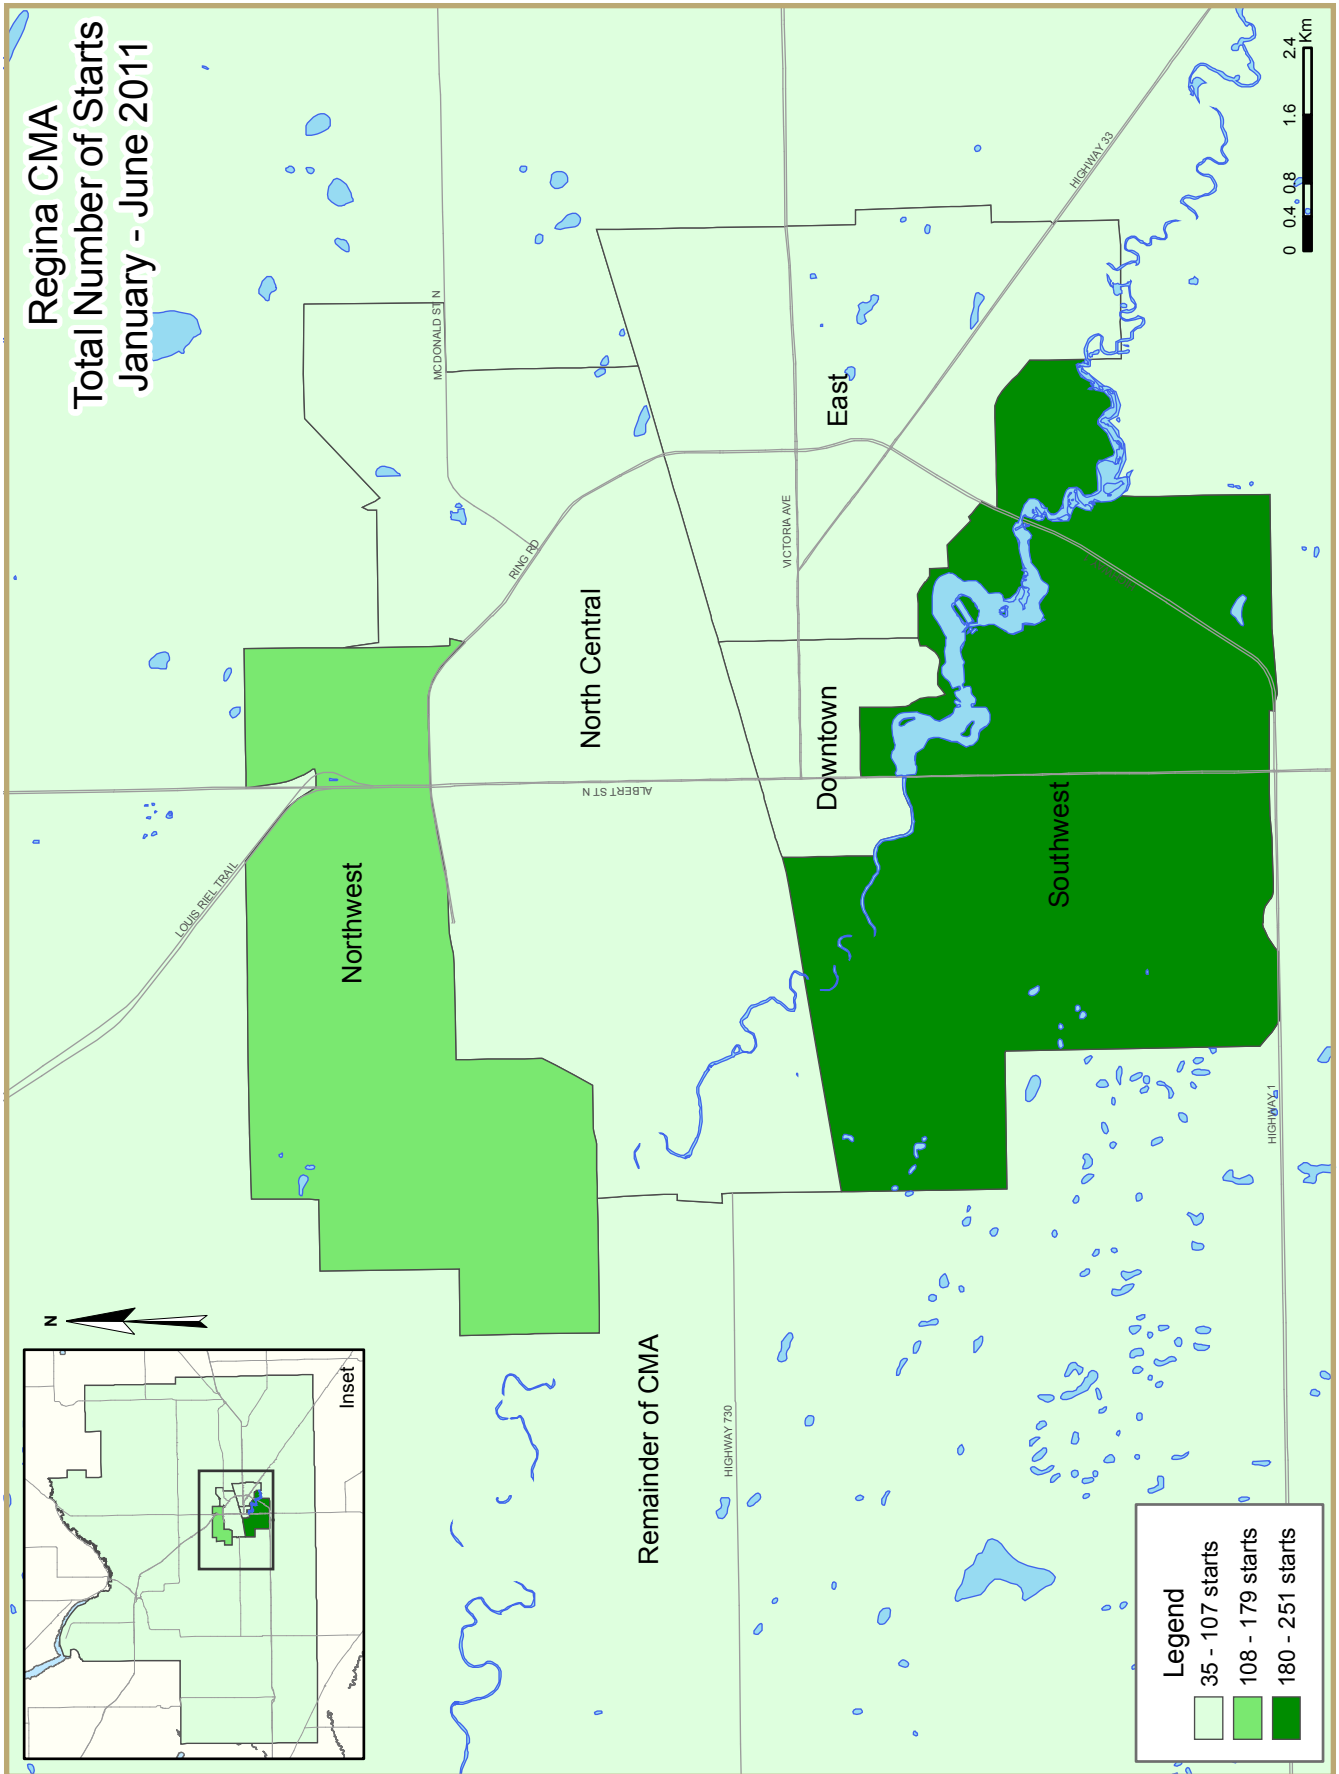 Regina CMA
Total Number of Starts
January - June 2011
N
Inset
LOUIS RIEL TRAIL
MCDONALD ST N
Northwest
RING RD
North Central
ALBERT ST N
VICTORIA AVE
East
HIGHWAY 33
Downtown
Southwest
Remainder of CMA
HIGHWAY 730
HIGHWAY 1
Legend
35 - 107 starts
108 - 179 starts
180 - 251 starts
0 0.4 0.8 1.6 2.4
Km